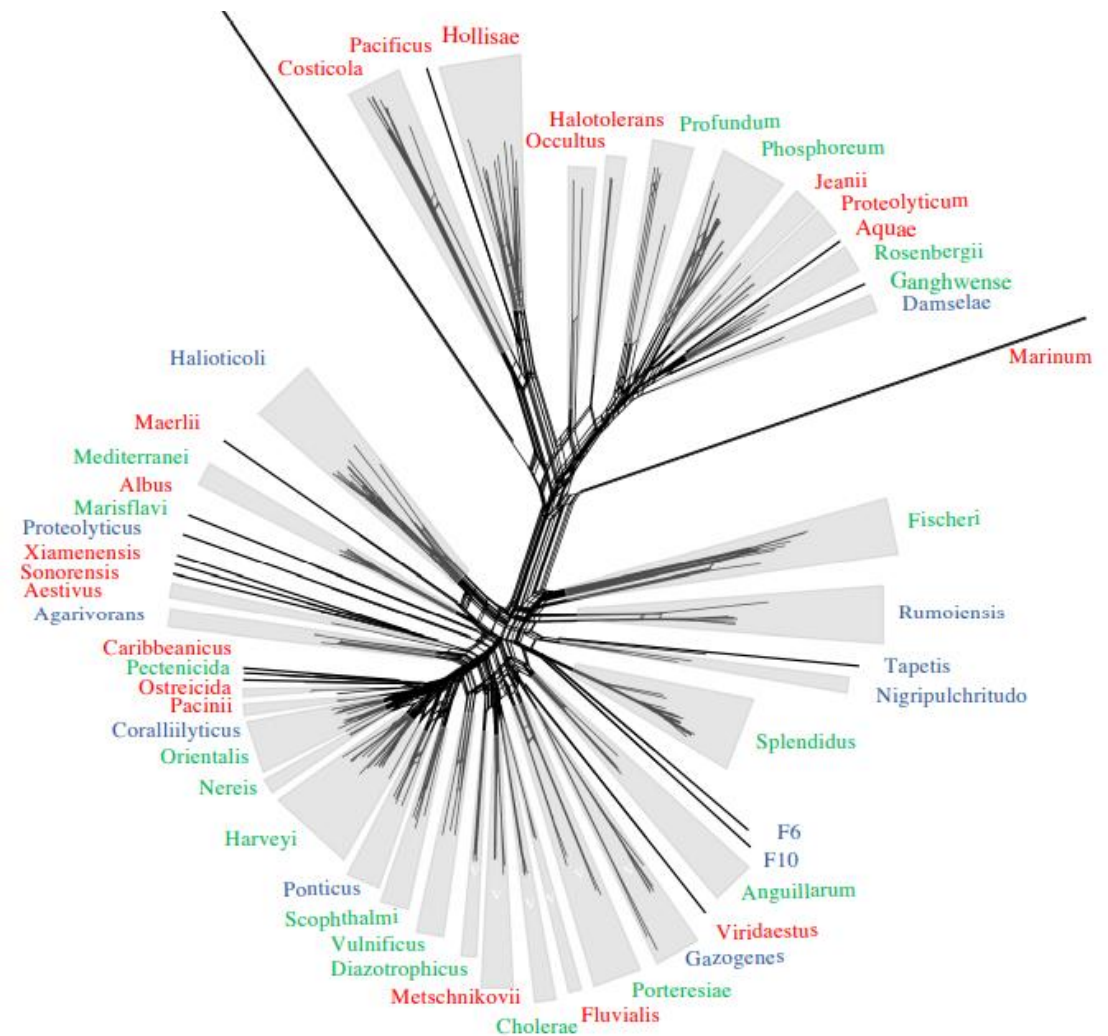 Hollisae
Pacificus
Costicola
Halotolerans
Occultus
Profundum
Phosphoreum
Jeanii
Proteolyticum
Aquae
Rosenbergii
Ganghwense
Damselae
Marinum
Halioticoli
Maerlii
Mediterranei
Albus
Marisflavi
Proteolyticus
Xiamenensis
Sonorensis
Aestivus
Agarivorans
Caribbeanicus
Pectenicida
Ostreicida
Pacinii
Coralliilyticus
Orientalis
Nereis
Harveyi
Ponticus
Scophthalmi
Vulnificus
Diazotrophicus
Metschnikovii
Cholerae
Fluvialis
Porteresiae
Gazogenes
Viridaestus
Anguillarum
F10
F6
Splendidus
Nigripulchritudo
Tapetis
Rumoiensis
Fischeri